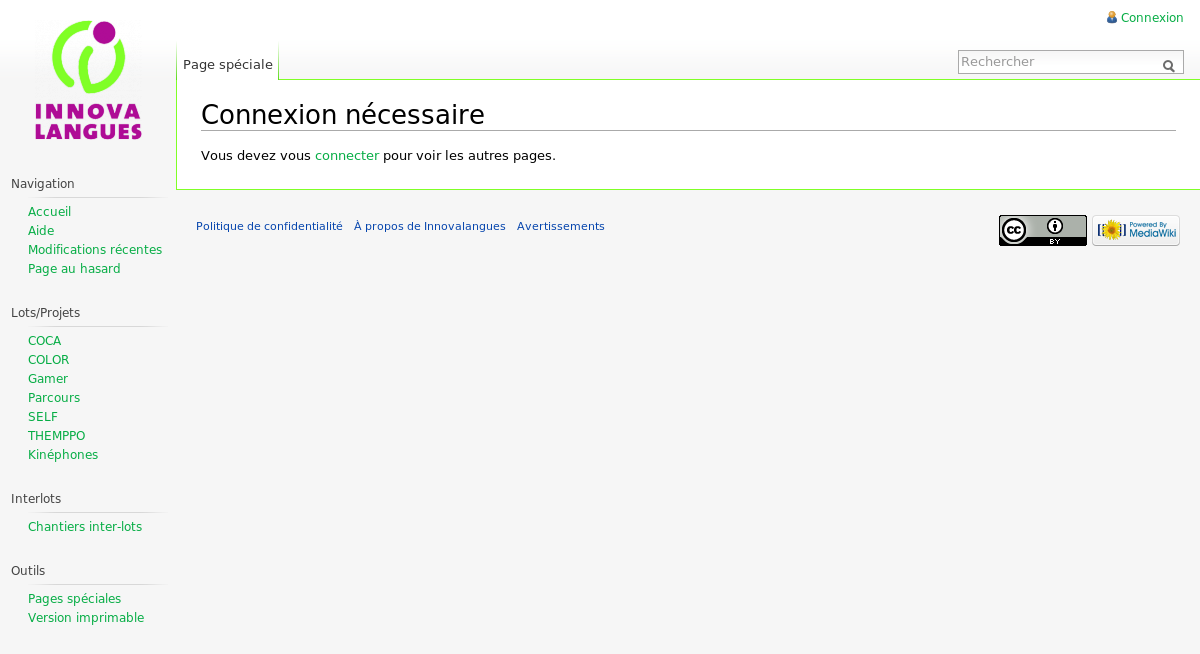 Connexion
INNOVA
LANGUES
Page spéciale
Rechercher
Connexion nécessaire
Vous devez vous connecter pour voir les autres pages.
Navigation
Accueil
Aide
Modifications récentes
Page au hasard
Lots/Projets
COCA
COLOR
Gamer
Parcours
SELF
THEMPPO
Kinéphones
Interlots
Chantiers inter-lots
Outils
Pages spéciales
Version imprimable
Politique de confidentialité À propos de Innovalangues Avertissements
cc BY
Powered By
MediaWiki